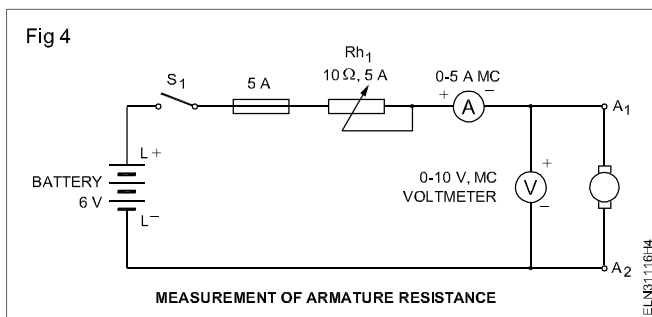 Fig 4
S1
5 A
Rh1
10 Ω, 5 A
0-5 A MC
+ A −
A1
L +
BATTERY
6 V
L−
0-10 V, MC
VOLTMETER
+
V
−
A2
MEASUREMENT OF ARMATURE RESISTANCE
ELN31116H4